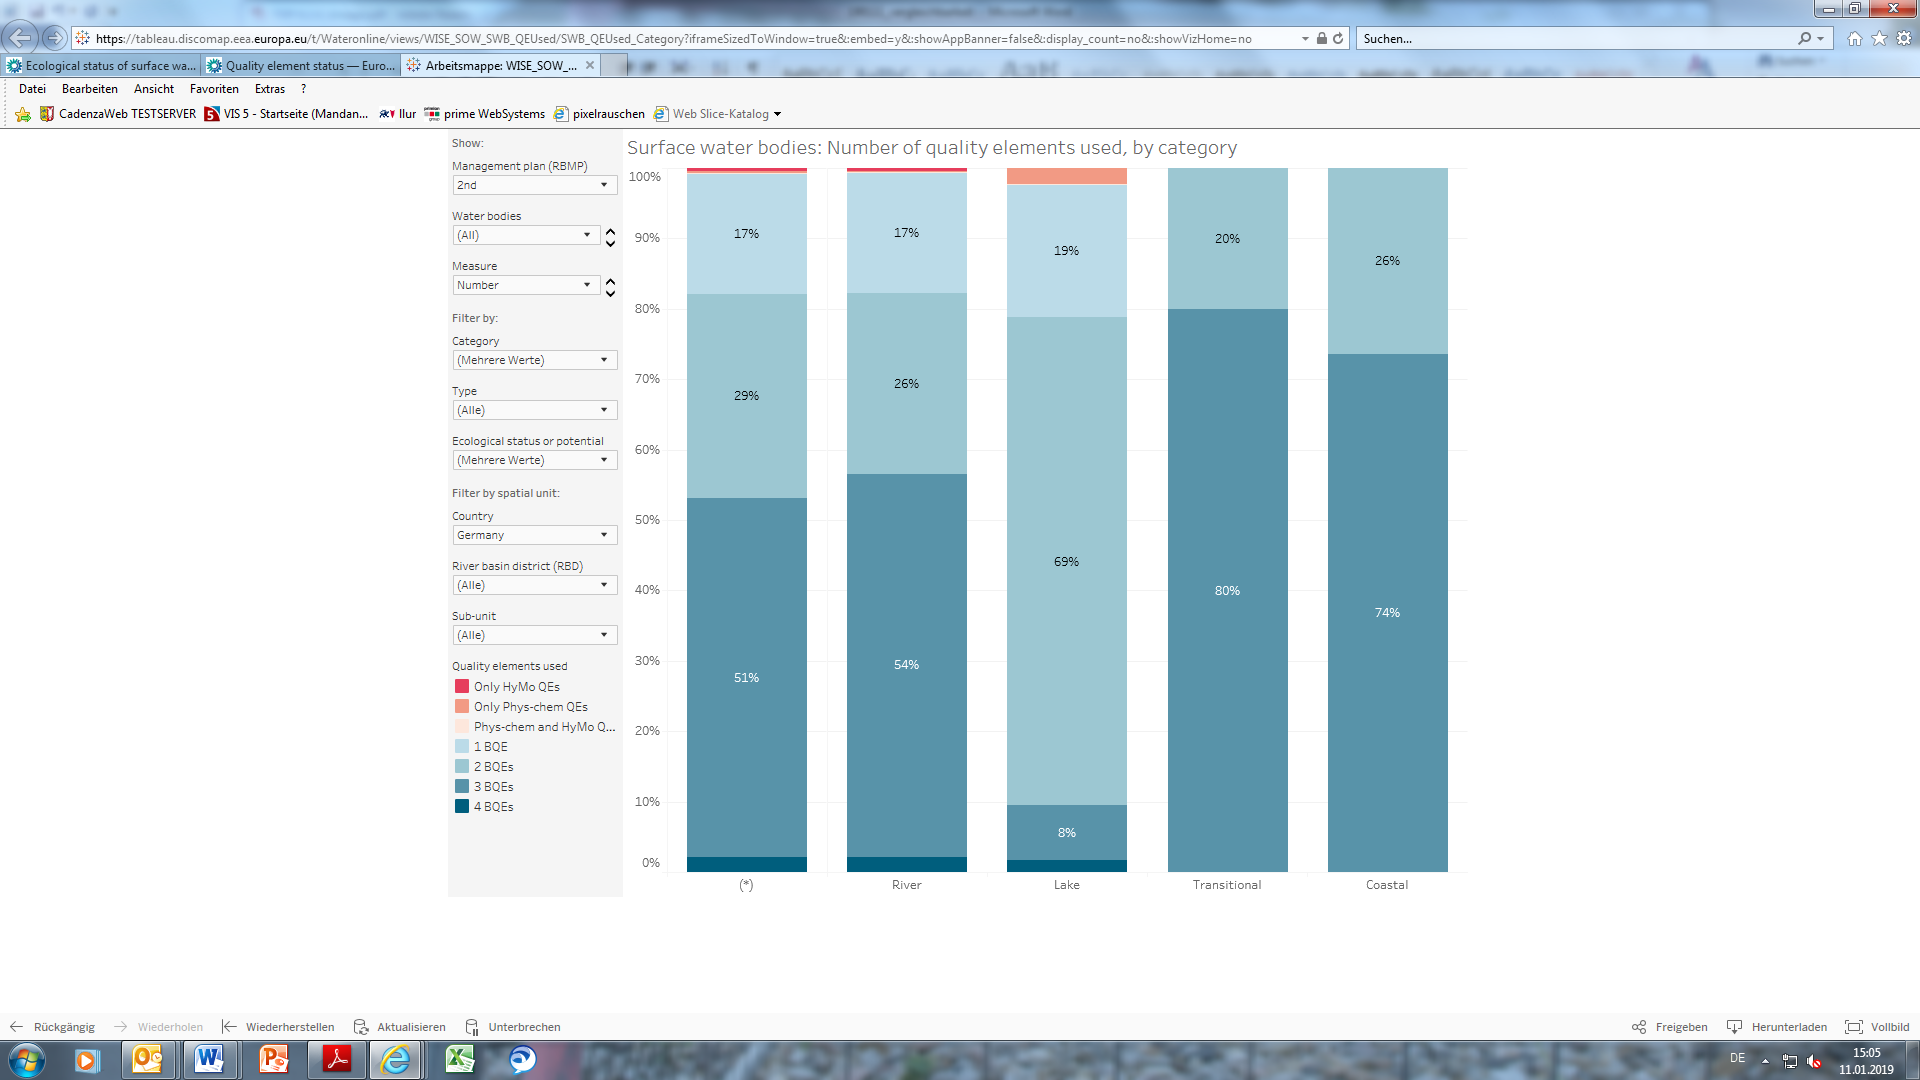 https://tableau.discomap.eea.europa.eu/t/Wateronline/views/WISE_SOW_SWB_QEUsed/SWB_QEUsed_Category?iframeSizedToWindow=true&:embed=y&:showAppBanner=false&:display_count=no&:showVizHome=no
Suchen...
Ecological status of surface wa...
Quality element status — Euro...
Arbeitsmappe: WISE_SOW_...
Datei Bearbeiten Ansicht Favoriten Extras ?
CadenzaWeb TESTSERVER VIS 5 - Startseite (Mandan... llur prime WebSystems pixelrauschen Web Slice-Katalog
Show:
Management plan (RBMP)
2nd
Water bodies
(All)
Measure
Number
Filter by:
Category
(Mehrere Werte)
Type
(Alle)
Ecological status or potential
(Mehrere Werte)
Filter by spatial unit:
Country
Germany
River basin district (RBD)
(Alle)
Sub-unit
(Alle)
Quality elements used
Only HyMo QEs
Only Phys-chem QEs
Phys-chem and HyMo Q...
1 BQE
2 BQEs
3 BQEs
4 BQEs
Surface water bodies: Number of quality elements used, by category
100%
90%
80%
70%
60%
50%
40%
30%
20%
10%
0%
17%
29%
51%
(*)
17%
26%
54%
River
19%
69%
8%
Lake
20%
80%
Transitional
26%
74%
Coastal
Rückgängig Wiederholen Wiederherstellen Aktualisieren Unterbrechen
Freigeben Herunterladen Vollbild
DE
15:05
11.01.2019